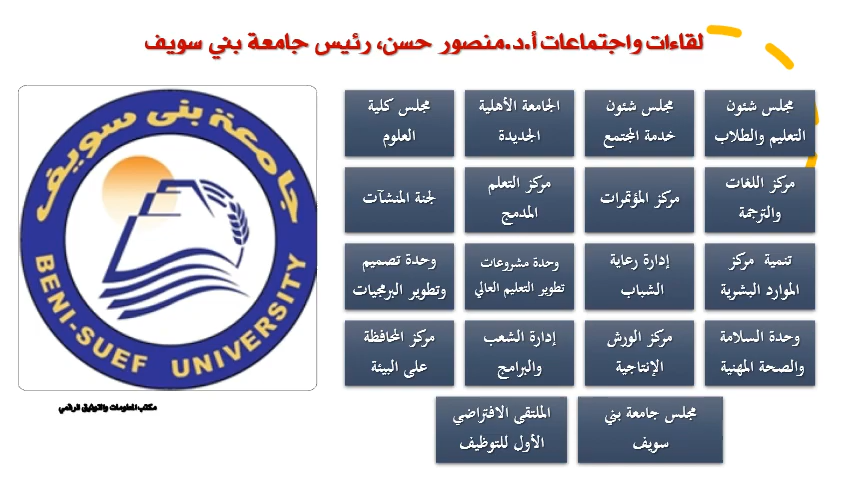 لقاءات واجتماعات أ.د.منصور حسن، رئيس جامعة بني سويف
مجلس شئون
التعليم والطلاب
مجلس شئون
خدمة المجتمع
الجامعة الأهلية
الجديدة
مجلس كلية
العلوم
مركز اللغات
والترجمة
مركز المؤتمرات
مركز التعلم
المدمج
لجنة المنشآت
تنمية مركز
الموارد البشرية
إدارة رعاية
الشباب
وحدة مشروعات
تطوير التعليم العالي
وحدة تصميم
وتطوير البرمجيات
وحدة السلامة
والصحة المهنية
مركز الورش
الإنتاجية
إدارة الشعب
والبرامج
مركز المحافظة
على البيئة
مجلس جامعة بني
سويف
الملتقى الافتراضي
الأول للتوظيف
جامعة بنى سويف
BENI-SUEF UNIVERSITY
مكتب المعلومات والتوثيق الرقمي